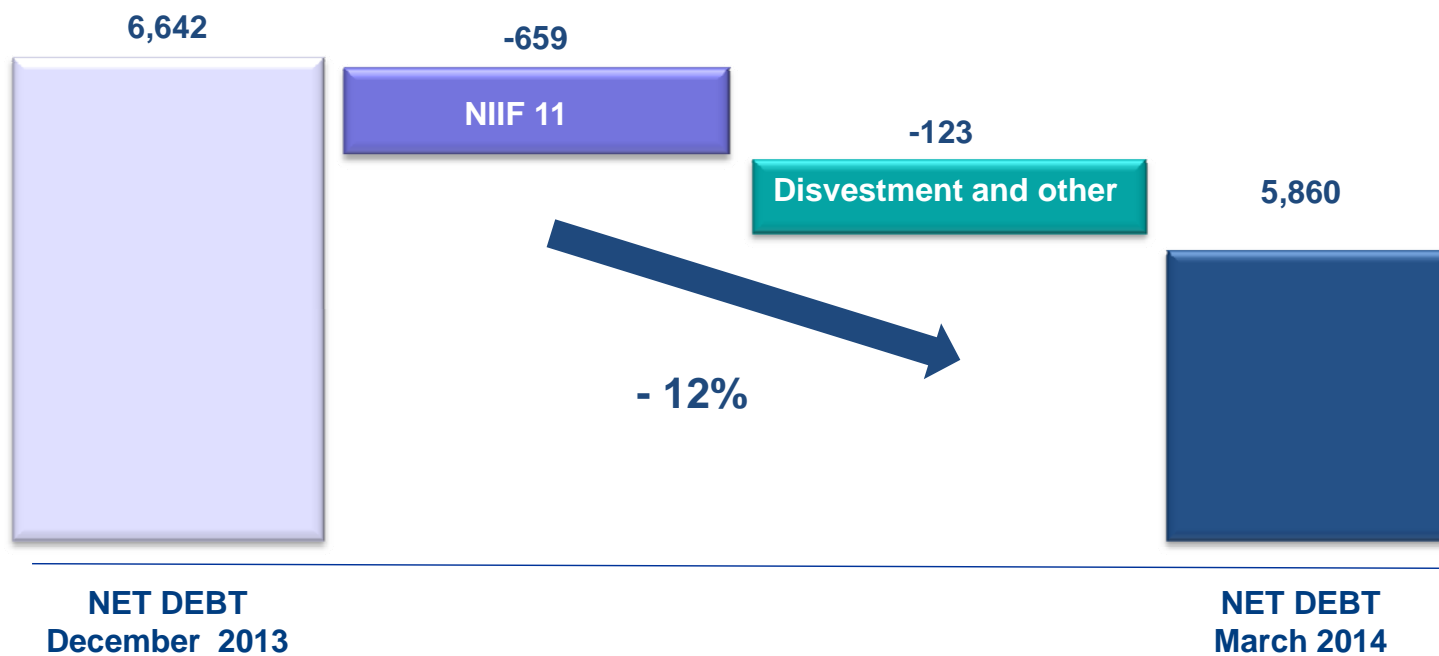 6,642
-659
NIIF 11
-123
Disvestment and other
5,860
- 12%
NET DEBT
December 2013
NET DEBT
March 2014